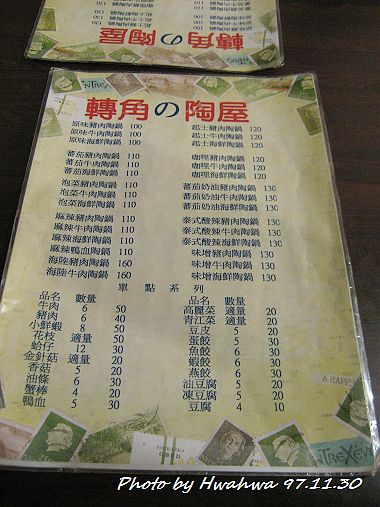 轉角の陶屋
轉角の陶屋
原味豬肉陶鍋 100
原味牛肉陶鍋 100
原味海鮮陶鍋 100
蕃茄豬肉陶鍋 110
蕃茄牛肉陶鍋 110
蕃茄海鮮陶鍋 110
泡菜豬肉陶鍋 110
泡菜牛肉陶鍋 110
泡菜海鮮陶鍋 110
麻辣豬肉陶鍋 110
麻辣牛肉陶鍋 110
麻辣海鮮陶鍋 110
麻辣鴨血陶鍋 110
海陸豬肉陶鍋 160
海陸牛肉陶鍋 160
起士豬肉陶鍋 120
起士牛肉陶鍋 120
起士海鮮陶鍋 120
咖哩豬肉陶鍋 120
咖哩牛肉陶鍋 120
咖哩海鮮陶鍋 120
蕃茄奶油豬肉陶鍋 130
蕃茄奶油牛肉陶鍋 130
蕃茄奶油海鮮陶鍋 130
泰式酸辣豬肉陶鍋 130
泰式酸辣牛肉陶鍋 130
泰式酸辣海鮮陶鍋 130
味增豬肉陶鍋 130
味增牛肉陶鍋 130
味增海鮮陶鍋 130
單點系列
品名 數量
牛肉 6 50
豬肉 6 40
小鮮蝦 8 50
花枝 適量 50
蛤仔 12 30
金針菇 適量 20
香菇 5 20
油條 6 30
蟹棒 4 20
鴨血 5 30
品名 數量
高麗菜 適量 20
青江菜 適量 20
豆皮 5 20
蛋餃 5 30
魚餃 6 30
蝦餃 6 30
燕餃 6 30
油豆腐 5 20
凍豆腐 5 20
豆腐 4 10
Photo by Hwahwa 97.11.30